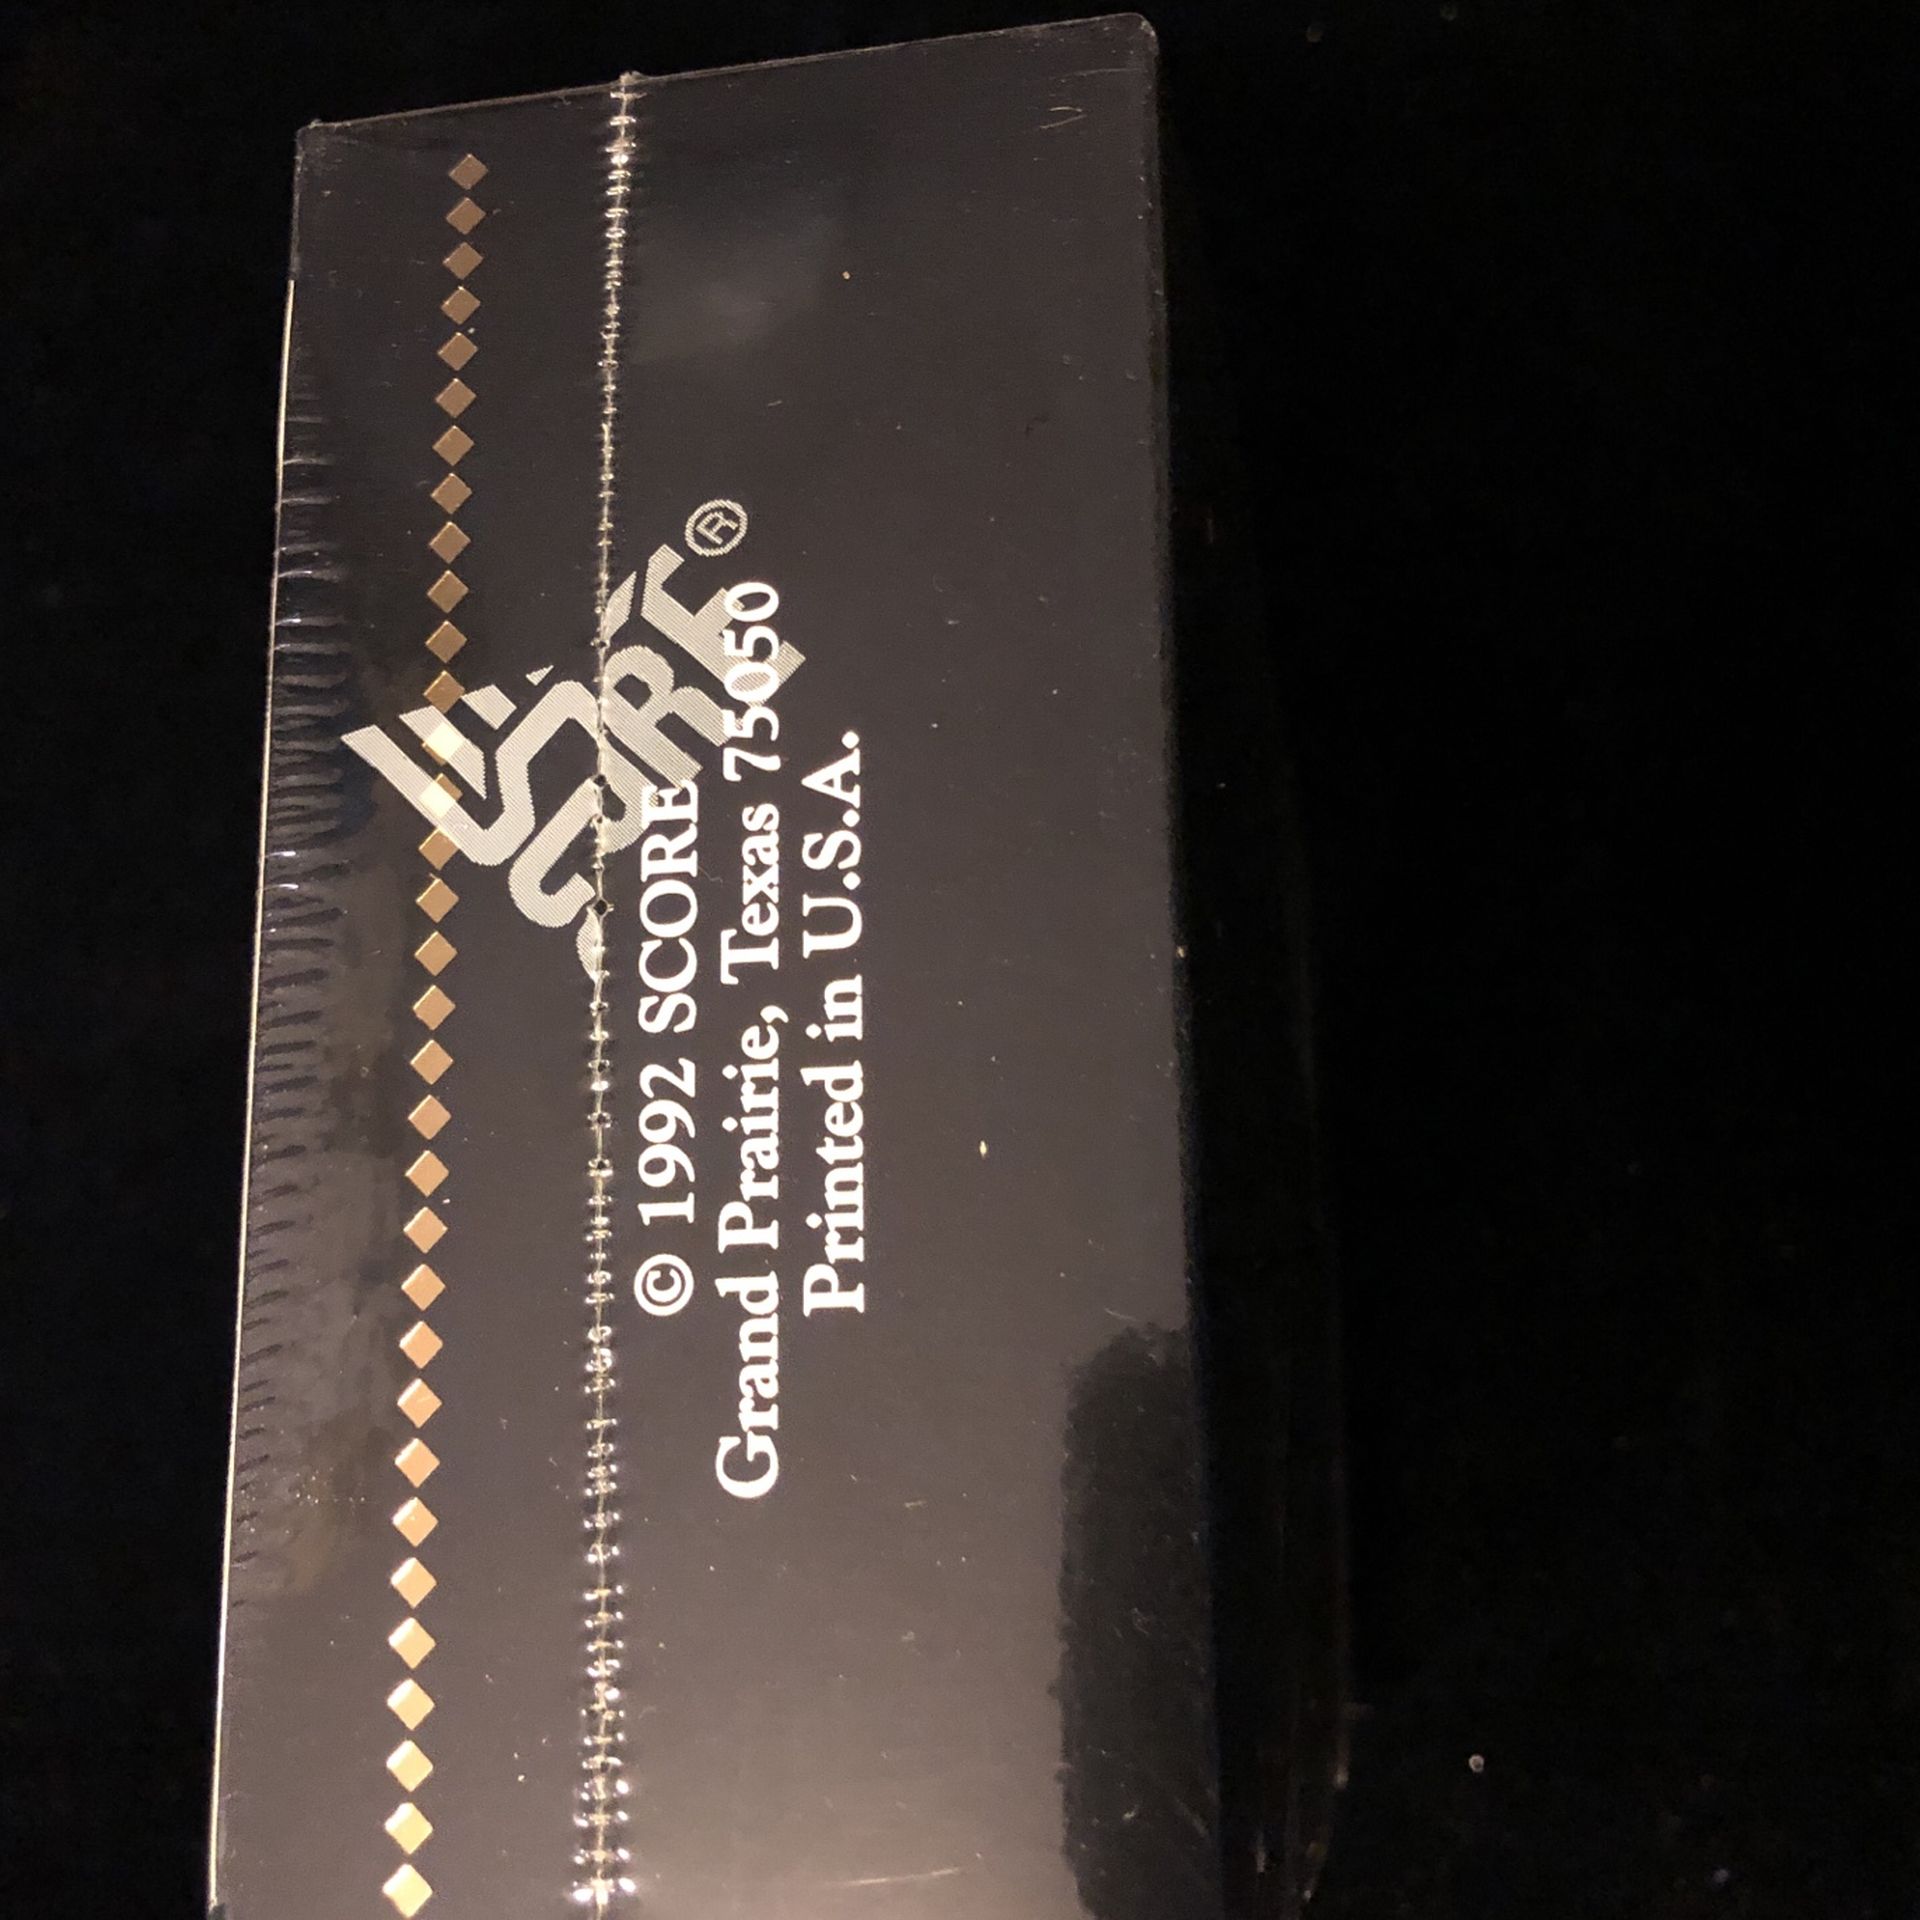 SCORE®
© 1992 SCORE
Grand Prairie, Texas 75050
Printed in U.S.A.